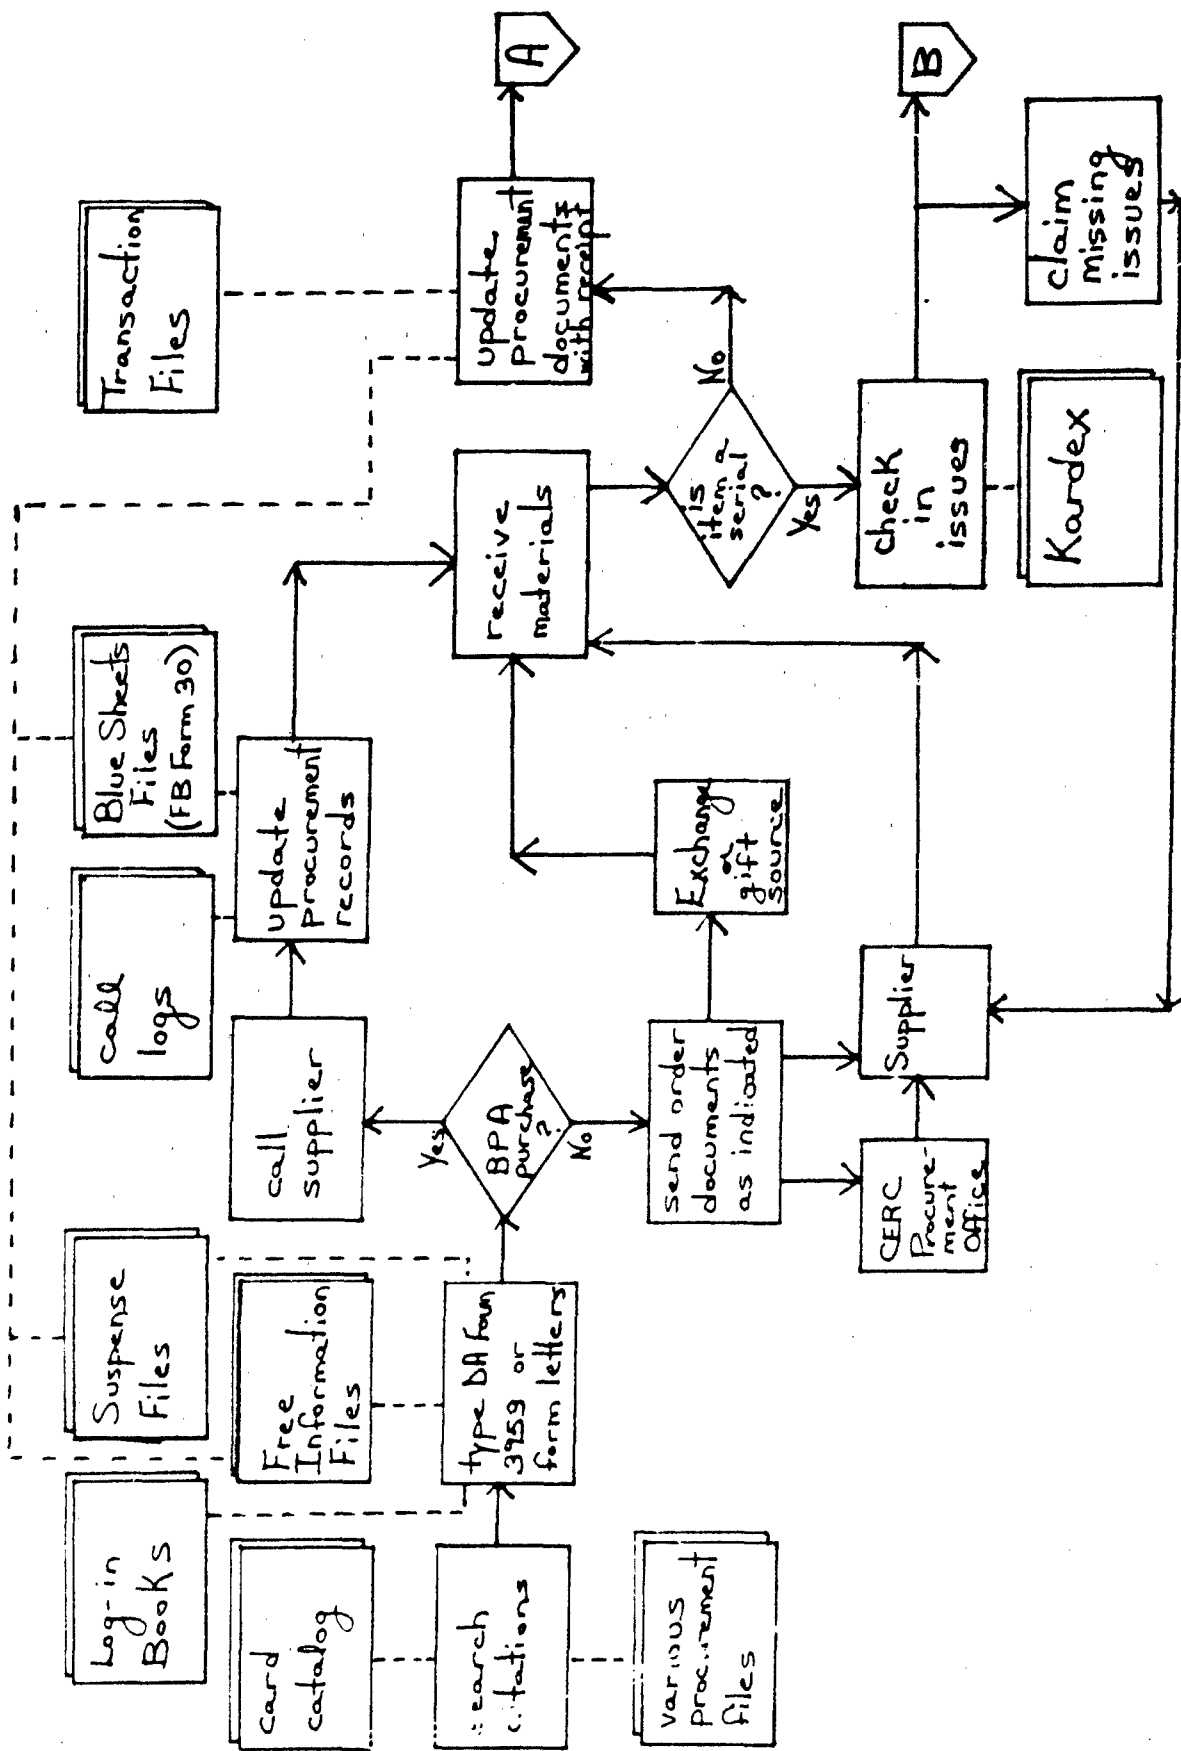 Log-in
Books
Suspense
Files
Call
logs
Blue Sheets
Files
(FB Form 30)
Transaction
Files
Card
catalog
Free
Information
Files
call
supplier
update
procurement
records
search
citations
type DA Form
3953 or
form letters
BPA
purchase
?
Yes
No
receive
materials
update
procurement
documents
with receipt
A
various
procurement
files
send order
documents
as indicated
Exchange
or
gift
source
is
item a
serial
?
No
Yes
CERC
Procure-
ment
Office
Supplier
check
in
issues
B
Kardex
claim
missing
issues